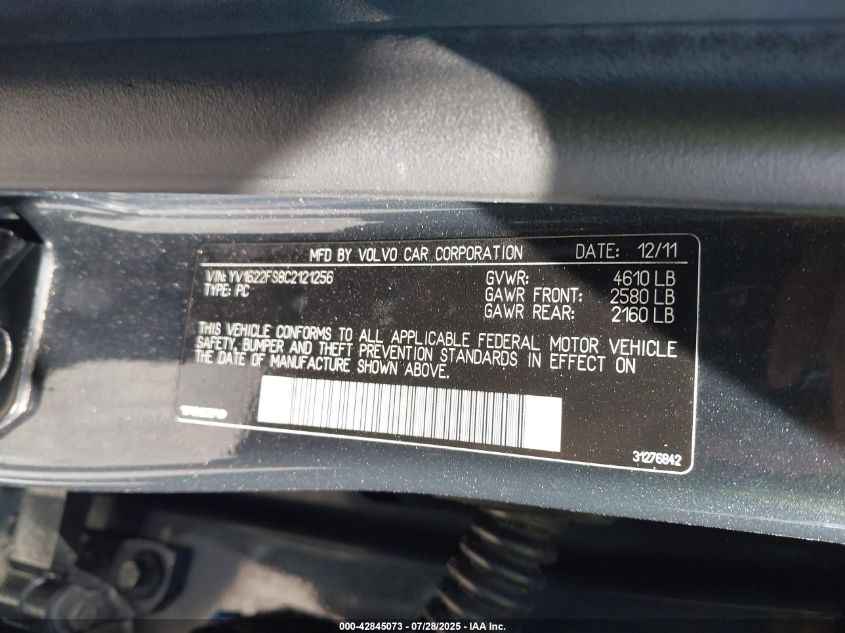 MFD BY VOLVO CAR CORPORATION DATE: 12/11
VIN: YV1622FS8C2121256 GVWR: 4610 LB
TYPE: PC GAWR FRONT: 2580 LB
GAWR REAR: 2160 LB
THIS VEHICLE CONFORMS TO ALL APPLICABLE FEDERAL MOTOR VEHICLE
SAFETY, BUMPER AND THEFT PREVENTION STANDARDS IN EFFECT ON
THE DATE OF MANUFACTURE SHOWN ABOVE.
31276842
000-42845073 - 07/28/2025 - IAA Inc.